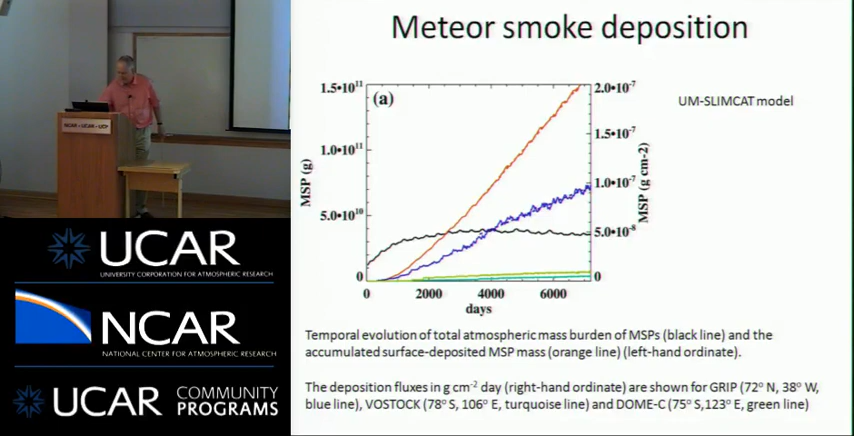 Meteor smoke deposition
UM-SLIMCAT model
(a)
1.5•10¹¹
1.0•10¹¹
5.0•10¹⁰
0
MSP (g)
2.0•10⁻⁷
1.5•10⁻⁷
1.0•10⁻⁷
5.0•10⁻⁸
0
MSP (g cm-2)
0 2000 4000 6000
days
Temporal evolution of total atmospheric mass burden of MSPs (black line) and the
accumulated surface-deposited MSP mass (orange line) (left-hand ordinate).
The deposition fluxes in g cm⁻² day (right-hand ordinate) are shown for GRIP (72° N, 38° W,
blue line), VOSTOCK (78° S, 106° E, turquoise line) and DOME-C (75° S,123° E, green line)
NCAR • UCAR • UCP
UCAR
UNIVERSITY CORPORATION FOR ATMOSPHERIC RESEARCH
NCAR
NATIONAL CENTER FOR ATMOSPHERIC RESEARCH
UCAR COMMUNITY
PROGRAMS